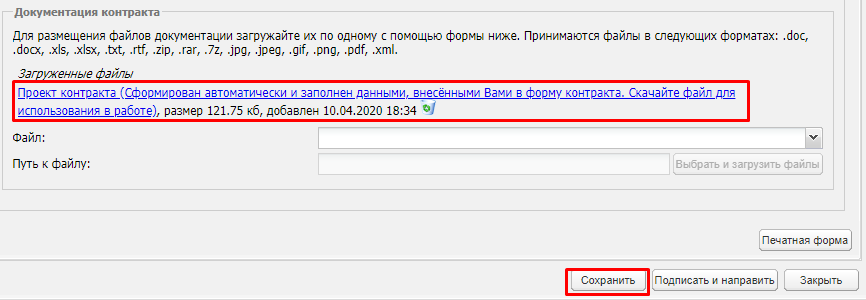 Документация контракта
Для размещения файлов документации загружайте их по одному с помощью формы ниже. Принимаются файлы в следующих форматах: .doc,
.docx, .xls, .xlsx, .txt, .rtf, .zip, .rar, .7z, .jpg, .jpeg, .gif, .png, .pdf, .xml.
Загруженные файлы
Проект контракта (Сформирован автоматически и заполнен данными, внесёнными Вами в форму контракта. Скачайте файл для
использования в работе), размер 121.75 кб, добавлен 10.04.2020 18:34
Файл:
Путь к файлу: Выбрать и загрузить файлы
Печатная форма
Сохранить Подписать и направить Закрыть